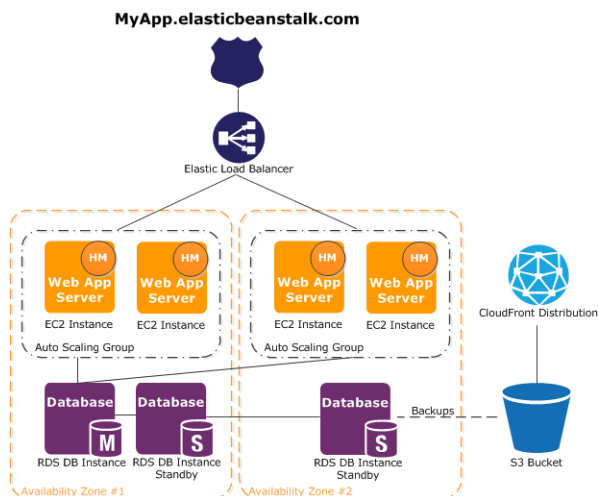 MyApp.elasticbeanstalk.com
Elastic Load Balancer
HM
HM
HM
HM
Web App
Server
Web App
Server
Web App
Server
Web App
Server
EC2 Instance
EC2 Instance
EC2 Instance
EC2 Instance
CloudFront Distribution
Auto Scaling Group
Auto Scaling Group
Database
M
Database
S
Database
S
Backups
RDS DB Instance
RDS DB Instance
Standby
RDS DB Instance
Standby
S3 Bucket
Availability Zone #1
Availability Zone #2